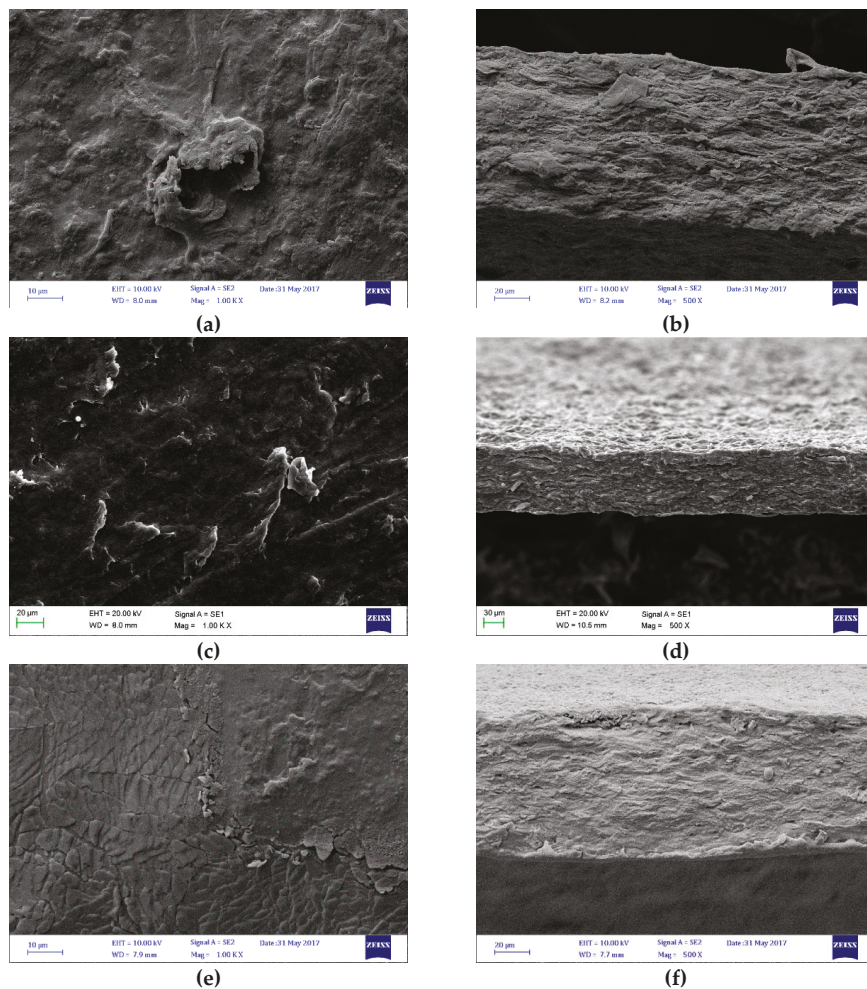 10 µm EHT = 10.00 kV Signal A = SE2 Date :31 May 2017 ZEISS
WD = 8.0 mm Mag = 1.00 K X
(a)
20 µm EHT = 10.00 kV Signal A = SE2 Date :31 May 2017 ZEISS
WD = 8.2 mm Mag = 500 X
(b)
20 µm EHT = 20.00 kV Signal A = SE1 ZEISS
WD = 8.0 mm Mag = 1.00 K X
(c)
30 µm EHT = 20.00 kV Signal A = SE1 ZEISS
WD = 10.5 mm Mag = 500 X
(d)
10 µm EHT = 10.00 kV Signal A = SE2 Date :31 May 2017 ZEISS
WD = 7.9 mm Mag = 1.00 K X
(e)
20 µm EHT = 10.00 kV Signal A = SE2 Date :31 May 2017 ZEISS
WD = 7.7 mm Mag = 500 X
(f)